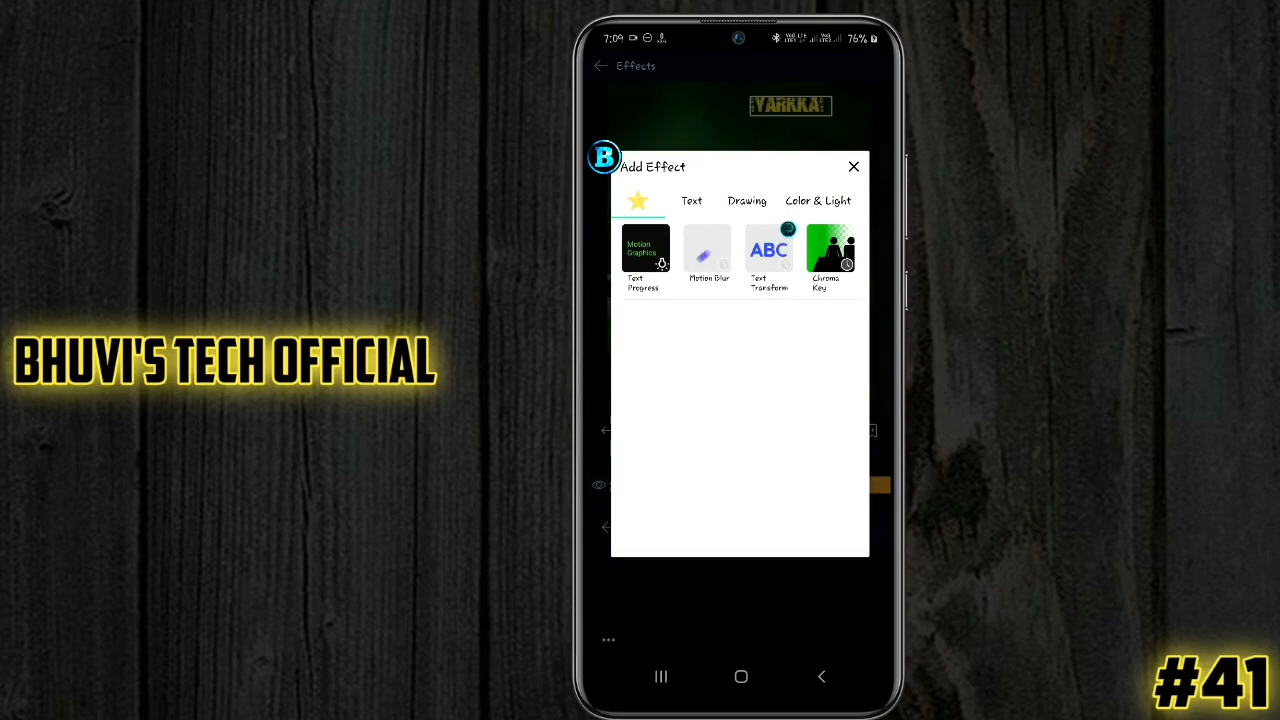 7:09
76%
Effects
YARKKA
B
Add Effect
Text
Drawing
Color & Light
Motion
Graphics
ABC
Text
Progress
Motion Blur
Text
Transform
Chroma
Key
BHUVI'S TECH OFFICIAL
#41